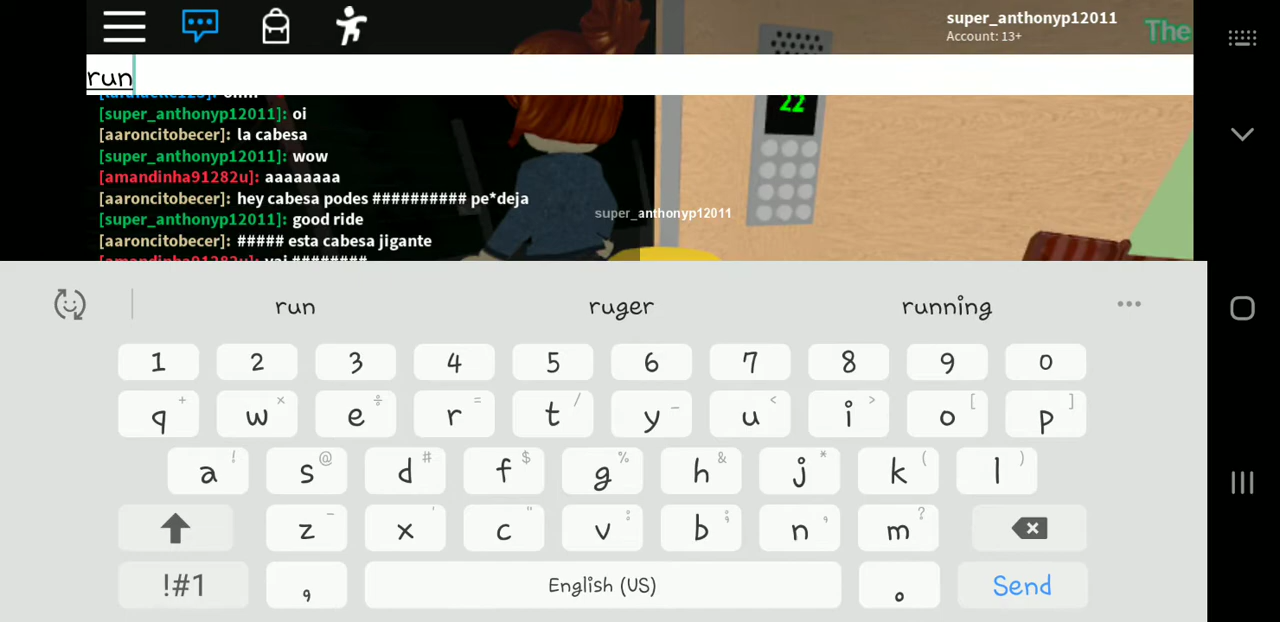 super_anthonyp12011
Account: 13+
The
run
[super_anthonyp12011]: oi
[aaroncitobecer]: la cabesa
[super_anthonyp12011]: wow
[amandinha91282u]: aaaaaaaa
[aaroncitobecer]: hey cabesa podes ########## pe*deja
[super_anthonyp12011]: good ride
[aaroncitobecer]: ##### esta cabesa jigante
[amandinha91282u]: vai ########
22
super_anthonyp12011
run ruger running
1 2 3 4 5 6 7 8 9 0
q + w × e ÷ r = t / y _ u < i > o [ p ]
a ! s @ d # f $ g % h & j * k ( l )
z - x ' c " v : b ; n , m ?
!#1 , English (US) . Send